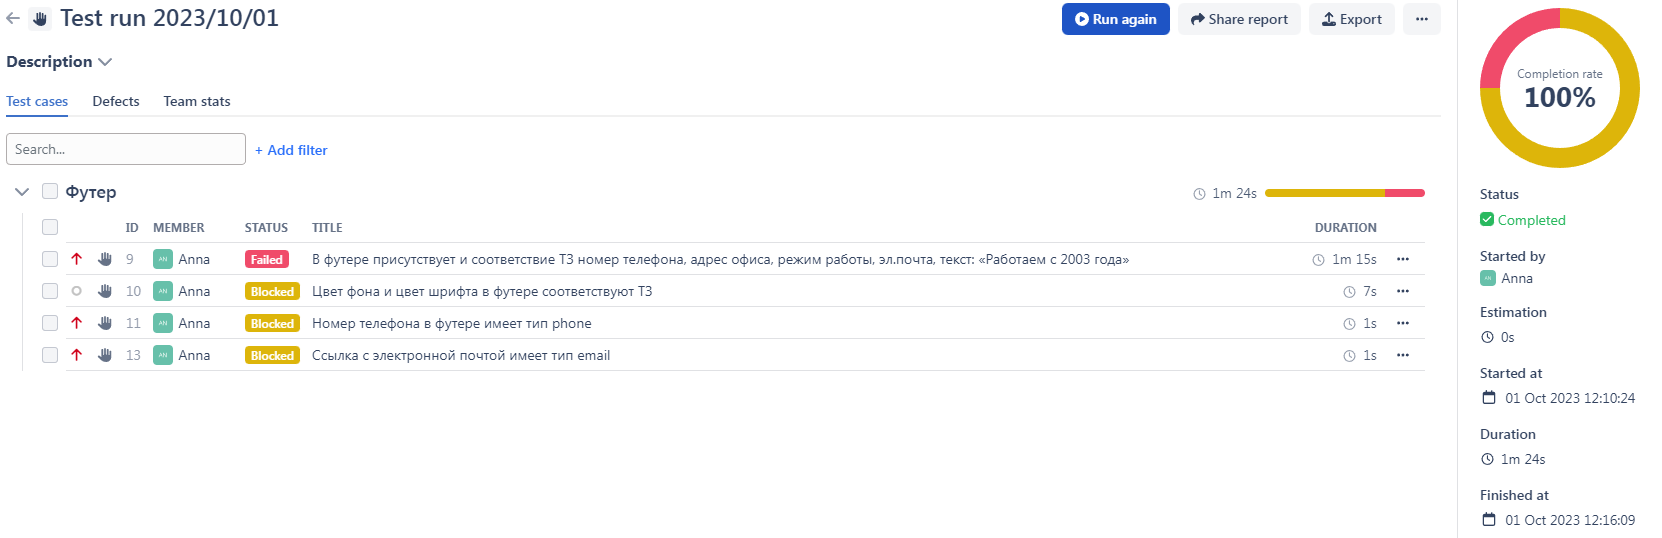 Test run 2023/10/01
Run again
Share report
Export
Description
Test cases Defects Team stats
Search...
+ Add filter
Футер
1m 24s
ID MEMBER STATUS TITLE DURATION
9 AN Anna Failed В футере присутствует и соответствие ТЗ номер телефона, адрес офиса, режим работы, эл.почта, текст: «Работаем с 2003 года» 1m 15s
10 AN Anna Blocked Цвет фона и цвет шрифта в футере соответствуют ТЗ 7s
11 AN Anna Blocked Номер телефона в футере имеет тип phone 1s
13 AN Anna Blocked Ссылка с электронной почтой имеет тип email 1s
Completion rate
100%
Status
Completed
Started by
AN Anna
Estimation
0s
Started at
01 Oct 2023 12:10:24
Duration
1m 24s
Finished at
01 Oct 2023 12:16:09